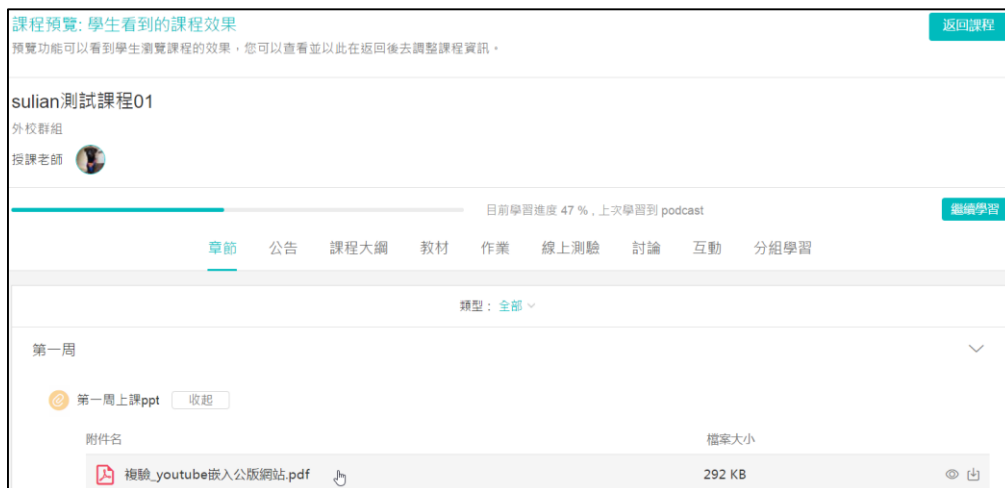 課程預覽: 學生看到的課程效果
返回課程
預覽功能可以看到學生瀏覽課程的效果，您可以查看並以此在返回後去調整課程資訊。
sulian測試課程01
外校群組
授課老師
目前學習進度 47 % , 上次學習到 podcast
繼續學習
章節 公告 課程大綱 教材 作業 線上測驗 討論 互動 分組學習
類型： 全部
第一周
第一周上課ppt 收起
附件名 檔案大小
複驗_youtube嵌入公版網站.pdf 292 KB